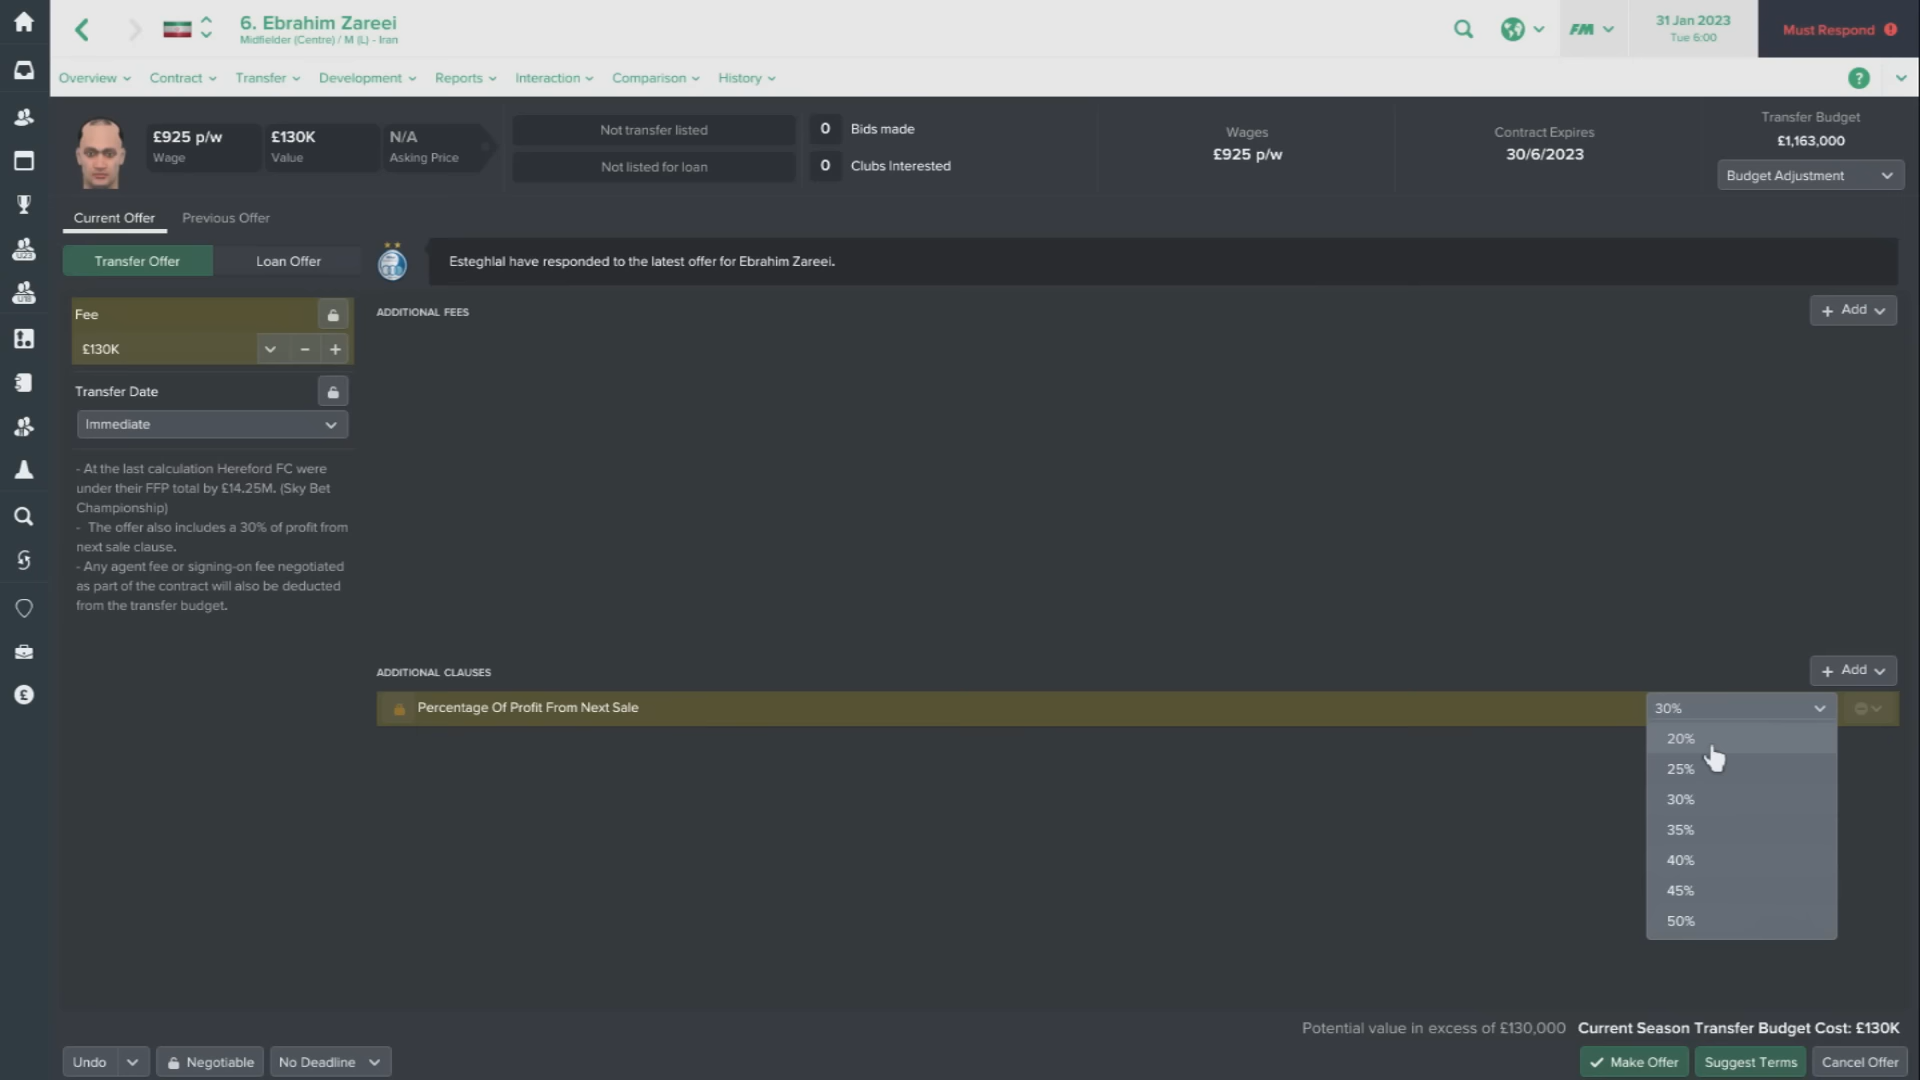 6. Ebrahim Zareei
Midfielder (Centre) / M (L) - Iran
FM
31 Jan 2023
Tue 6:00
Must Respond
Overview
Contract
Transfer
Development
Reports
Interaction
Comparison
History
?
£925 p/w
Wage
£130K
Value
N/A
Asking Price
Not transfer listed
Not listed for loan
0 Bids made
0 Clubs Interested
Wages
£925 p/w
Contract Expires
30/6/2023
Transfer Budget
£1,163,000
Budget Adjustment
Current Offer
Previous Offer
Transfer Offer
Loan Offer
Esteghlal have responded to the latest offer for Ebrahim Zareei.
Fee
£130K
Transfer Date
Immediate
- At the last calculation Hereford FC were
under their FFP total by £14.25M. (Sky Bet
Championship)
- The offer also includes a 30% of profit from
next sale clause.
- Any agent fee or signing-on fee negotiated
as part of the contract will also be deducted
from the transfer budget.
ADDITIONAL FEES
+ Add
ADDITIONAL CLAUSES
+ Add
Percentage Of Profit From Next Sale
30%
20%
25%
30%
35%
40%
45%
50%
Potential value in excess of £130,000 Current Season Transfer Budget Cost: £130K
Undo
Negotiable
No Deadline
Make Offer
Suggest Terms
Cancel Offer